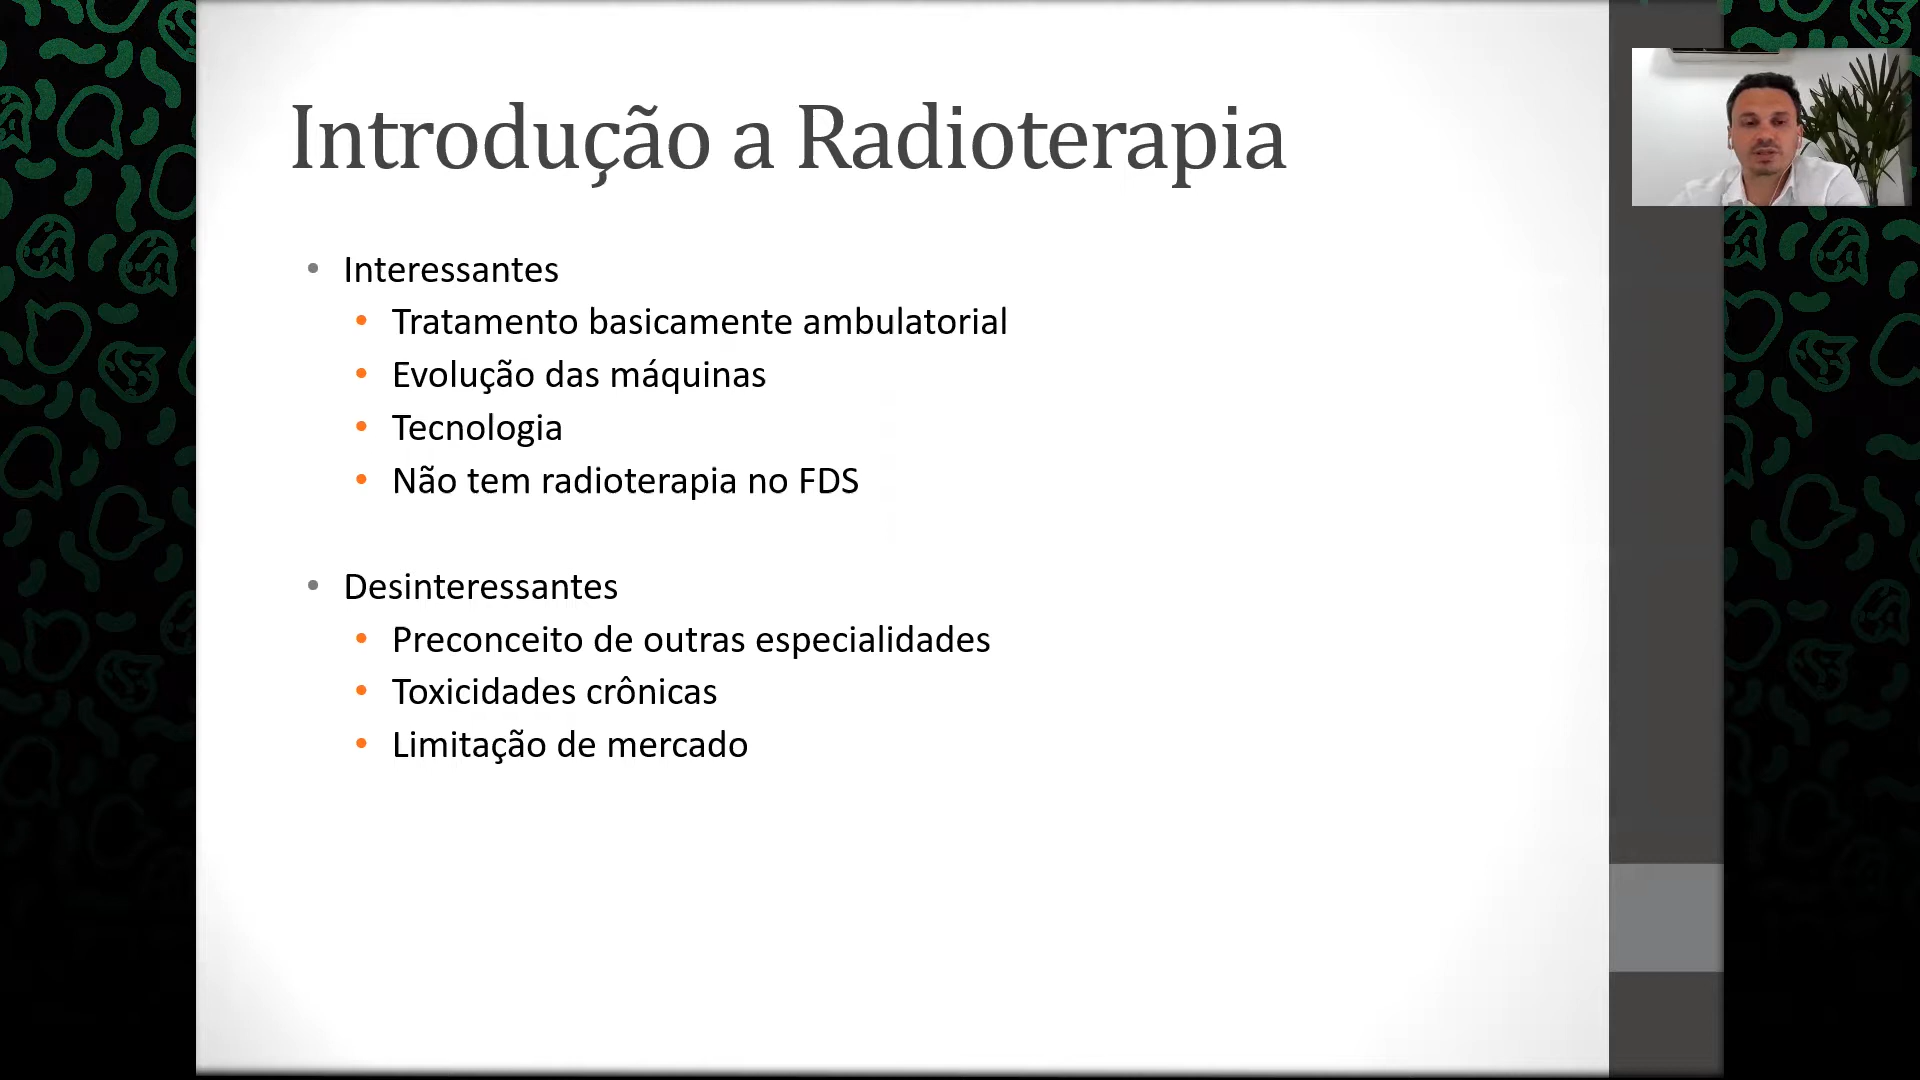 Introdução a Radioterapia
• Interessantes
• Tratamento basicamente ambulatorial
• Evolução das máquinas
• Tecnologia
• Não tem radioterapia no FDS
• Desinteressantes
• Preconceito de outras especialidades
• Toxicidades crônicas
• Limitação de mercado